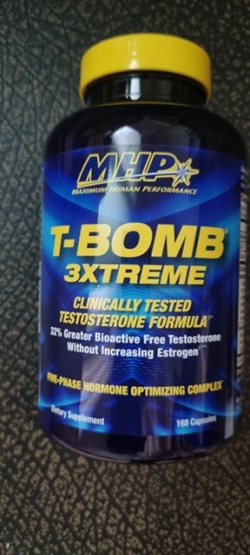 MHP
MAXIMUM HUMAN PERFORMANCE
T-BOMB®
3XTREME
CLINICALLY TESTED
TESTOSTERONE FORMULA
32% Greater Bioactive Free Testosterone
Without Increasing Estrogen
FIVE-PHASE HORMONE OPTIMIZING COMPLEX
Dietary Supplement
168 Capsules